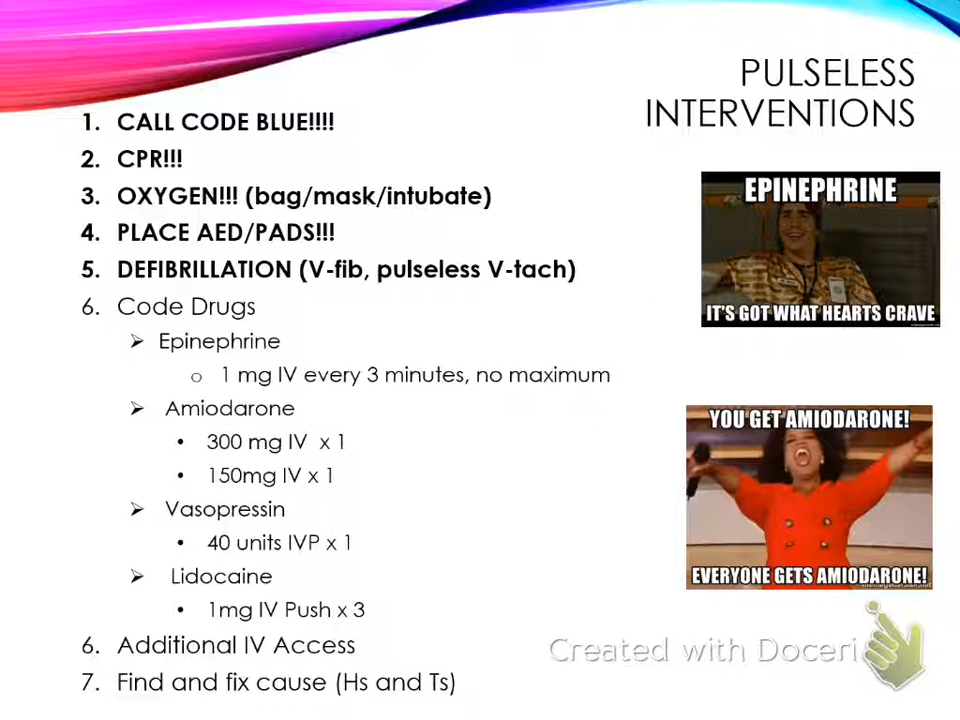 PULSELESS
INTERVENTIONS
1. CALL CODE BLUE!!!!
2. CPR!!!
3. OXYGEN!!! (bag/mask/intubate)
4. PLACE AED/PADS!!!
5. DEFIBRILLATION (V-fib, pulseless V-tach)
6. Code Drugs
➢ Epinephrine
o 1 mg IV every 3 minutes, no maximum
➢ Amiodarone
• 300 mg IV x 1
• 150mg IV x 1
➢ Vasopressin
• 40 units IVP x 1
➢ Lidocaine
• 1mg IV Push x 3
6. Additional IV Access
7. Find and fix cause (Hs and Ts)
EPINEPHRINE
IT'S GOT WHAT HEARTS CRAVE
YOU GET AMIODARONE!
EVERYONE GETS AMIODARONE!
Created with Doceri